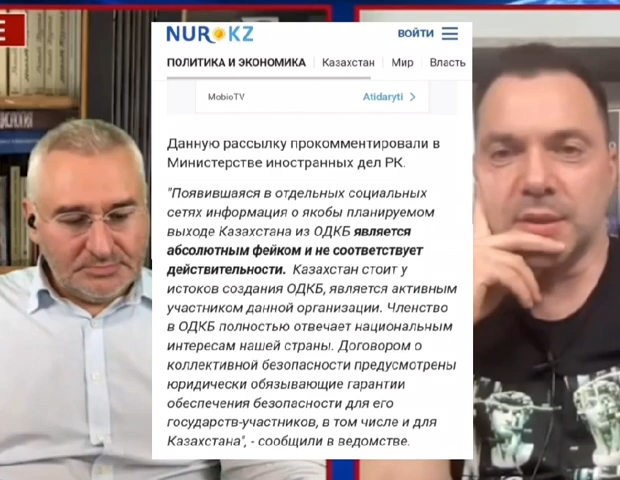 E
NUR KZ
ВОЙТИ
ПОЛИТИКА И ЭКОНОМИКА
Казахстан
Мир
Власть
MobioTV
Atidaryti
Данную рассылку прокомментировали в
Министерстве иностранных дел РК.
"Появившаяся в отдельных социальных
сетях информация о якобы планируемом
выходе Казахстана из ОДКБ является
абсолютным фейком и не соответствует
действительности. Казахстан стоит у
истоков создания ОДКБ, является активным
участником данной организации. Членство
в ОДКБ полностью отвечает национальным
интересам нашей страны. Договором о
коллективной безопасности предусмотрены
юридически обязывающие гарантии
обеспечения безопасности для его
государств-участников, в том числе и для
Казахстана", - сообщили в ведомстве.